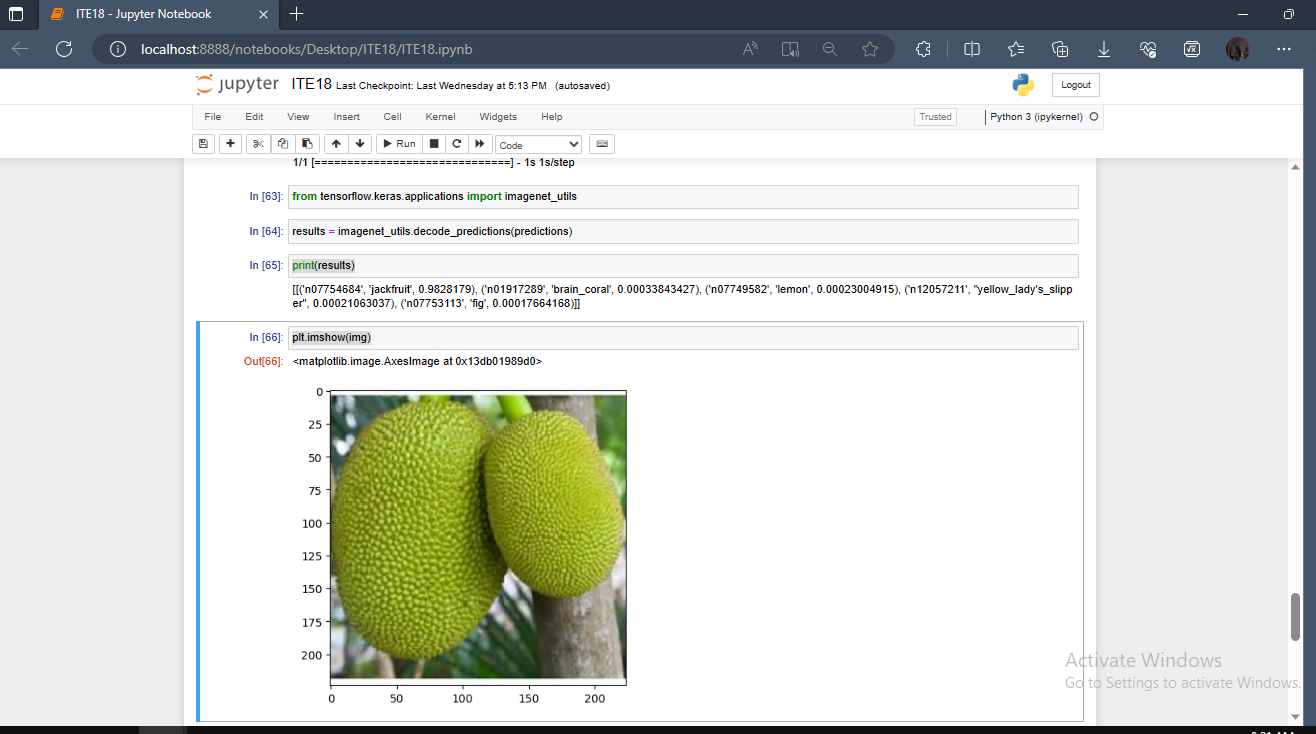 ITE18 - Jupyter Notebook
localhost:8888/notebooks/Desktop/ITE18/ITE18.ipynb
jupyter ITE18 Last Checkpoint: Last Wednesday at 5:13 PM (autosaved)
Logout
File Edit View Insert Cell Kernel Widgets Help
Trusted
Python 3 (ipykernel)
Run
Code
1/1 [==============================] - 1s 1s/step
In [63]: from tensorflow.keras.applications import imagenet_utils
In [64]: results = imagenet_utils.decode_predictions(predictions)
In [65]: print(results)
[[('n07754684', 'jackfruit', 0.9828179), ('n01917289', 'brain_coral', 0.00033843427), ('n07749582', 'lemon', 0.00023004915), ('n12057211', "yellow_lady's_slipp
er", 0.00021063037), ('n07753113', 'fig', 0.00017664168)]]
In [66]: plt.imshow(img)
Out[66]: <matplotlib.image.AxesImage at 0x13db01989d0>
0
25
50
75
100
125
150
175
200
0 50 100 150 200
Activate Windows
Go to Settings to activate Windows.